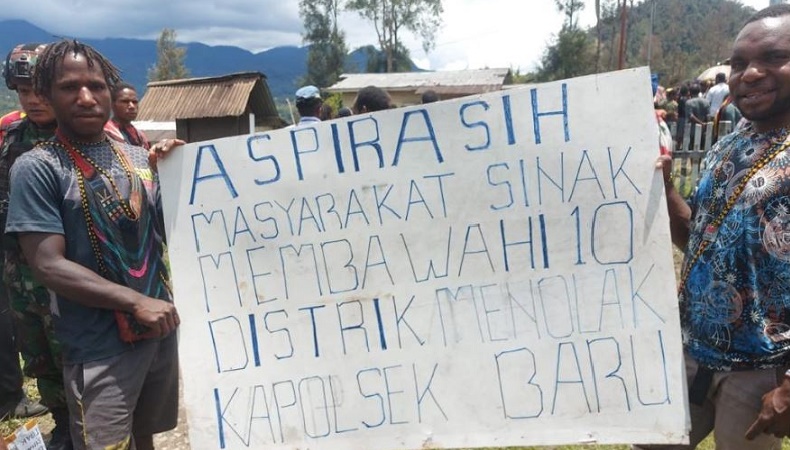 ASPIRASIH
MASYARAKAT SINAK
MEMBAWAHI 10
DISTRIK MENOLAK
KAPOLSEK BARU